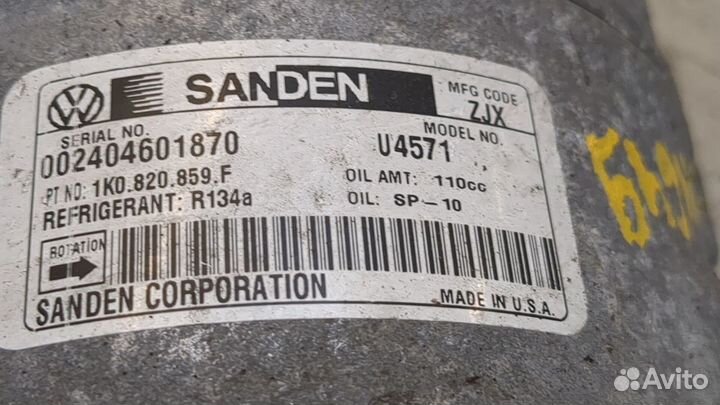 VW SANDEN MFG CODE
ZJX
SERIAL NO. MODEL NO.
002404601870 U4571
PT NO: 1K0.820.859.F OIL AMT: 110cc
REFRIGERANT: R134a OIL: SP-10
ROTATION
SANDEN CORPORATION MADE IN U.S.A.
Avito